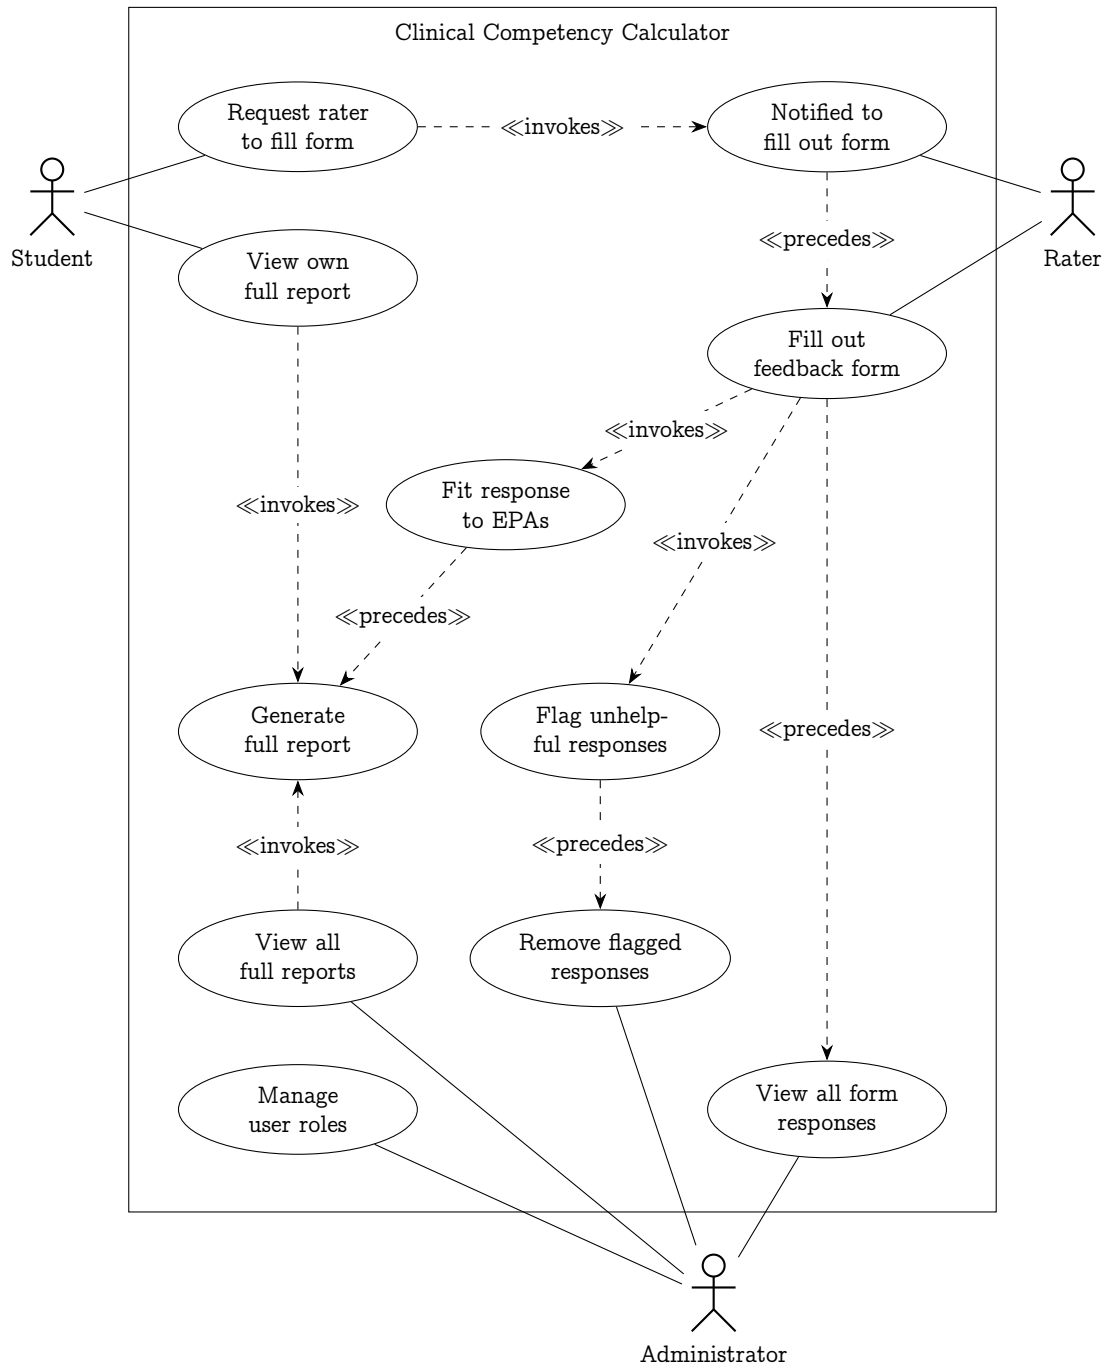 Clinical Competency Calculator
Request rater
to fill form
≪invokes≫
Notified to
fill out form
Student
Rater
≪precedes≫
View own
full report
Fill out
feedback form
≪invokes≫
≪invokes≫
Fit response
to EPAs
≪invokes≫
≪precedes≫
Generate
full report
Flag unhelp-
ful responses
≪precedes≫
≪invokes≫
≪precedes≫
View all
full reports
Remove flagged
responses
Manage
user roles
View all form
responses
Administrator